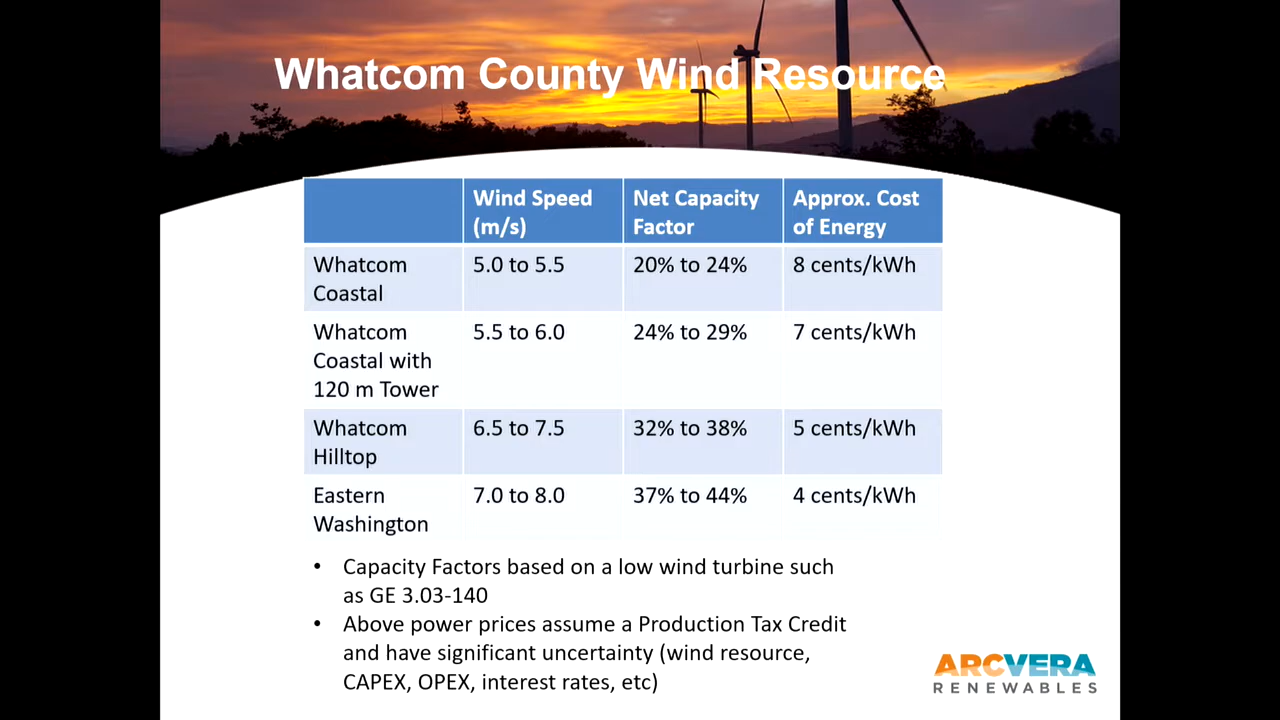 Whatcom County Wind Resource
Wind Speed (m/s) Net Capacity Factor Approx. Cost of Energy
Whatcom Coastal 5.0 to 5.5 20% to 24% 8 cents/kWh
Whatcom Coastal with 120 m Tower 5.5 to 6.0 24% to 29% 7 cents/kWh
Whatcom Hilltop 6.5 to 7.5 32% to 38% 5 cents/kWh
Eastern Washington 7.0 to 8.0 37% to 44% 4 cents/kWh
• Capacity Factors based on a low wind turbine such
as GE 3.03-140
• Above power prices assume a Production Tax Credit
and have significant uncertainty (wind resource,
CAPEX, OPEX, interest rates, etc)
ARCVERA
RENEWABLES